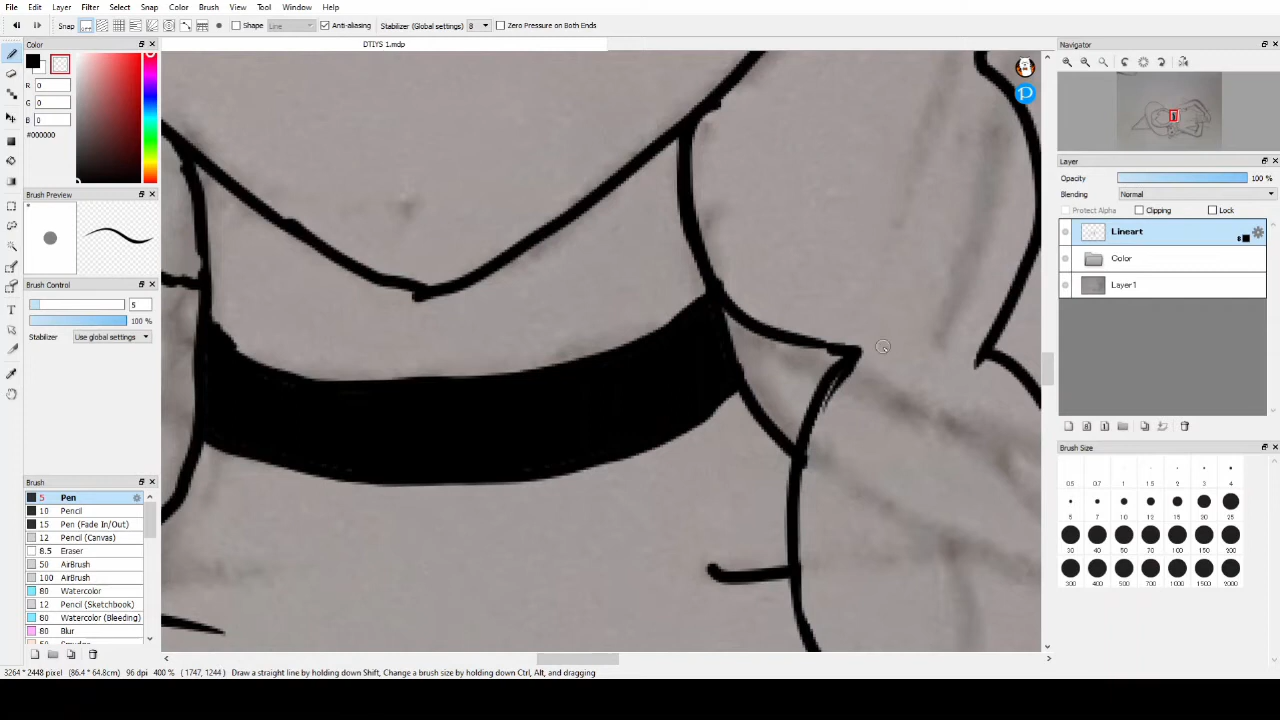 File Edit Layer Filter Select Snap Color Brush View Tool Window Help
Snap Shape Line Anti-aliasing Stabilizer (Global settings) 8 Zero Pressure on Both Ends
Color
DTIYS 1.mdp
Navigator
R 0
G 0
B 0
#000000
Layer
Opacity 100 %
Brush Preview
Blending Normal
Protect Alpha Clipping Lock
Lineart
8
Color
Layer1
Brush Control
5
100 %
Stabilizer Use global settings
Brush Size
0.5 0.7 1 1.5 2 3 4
5 7 10 12 15 20 25
30 40 50 70 100 150 200
300 400 500 700 1000 1500 2000
Brush
5 Pen
10 Pencil
15 Pen (Fade In/Out)
12 Pencil (Canvas)
8.5 Eraser
50 AirBrush
100 AirBrush
80 Watercolor
12 Pencil (Sketchbook)
80 Watercolor (Bleeding)
80 Blur
3264 * 2448 pixel (86.4 * 64.8cm) 96 dpi 400 % ( 1747, 1244 ) Draw a straight line by holding down Shift, Change a brush size by holding down Ctrl, Alt, and dragging